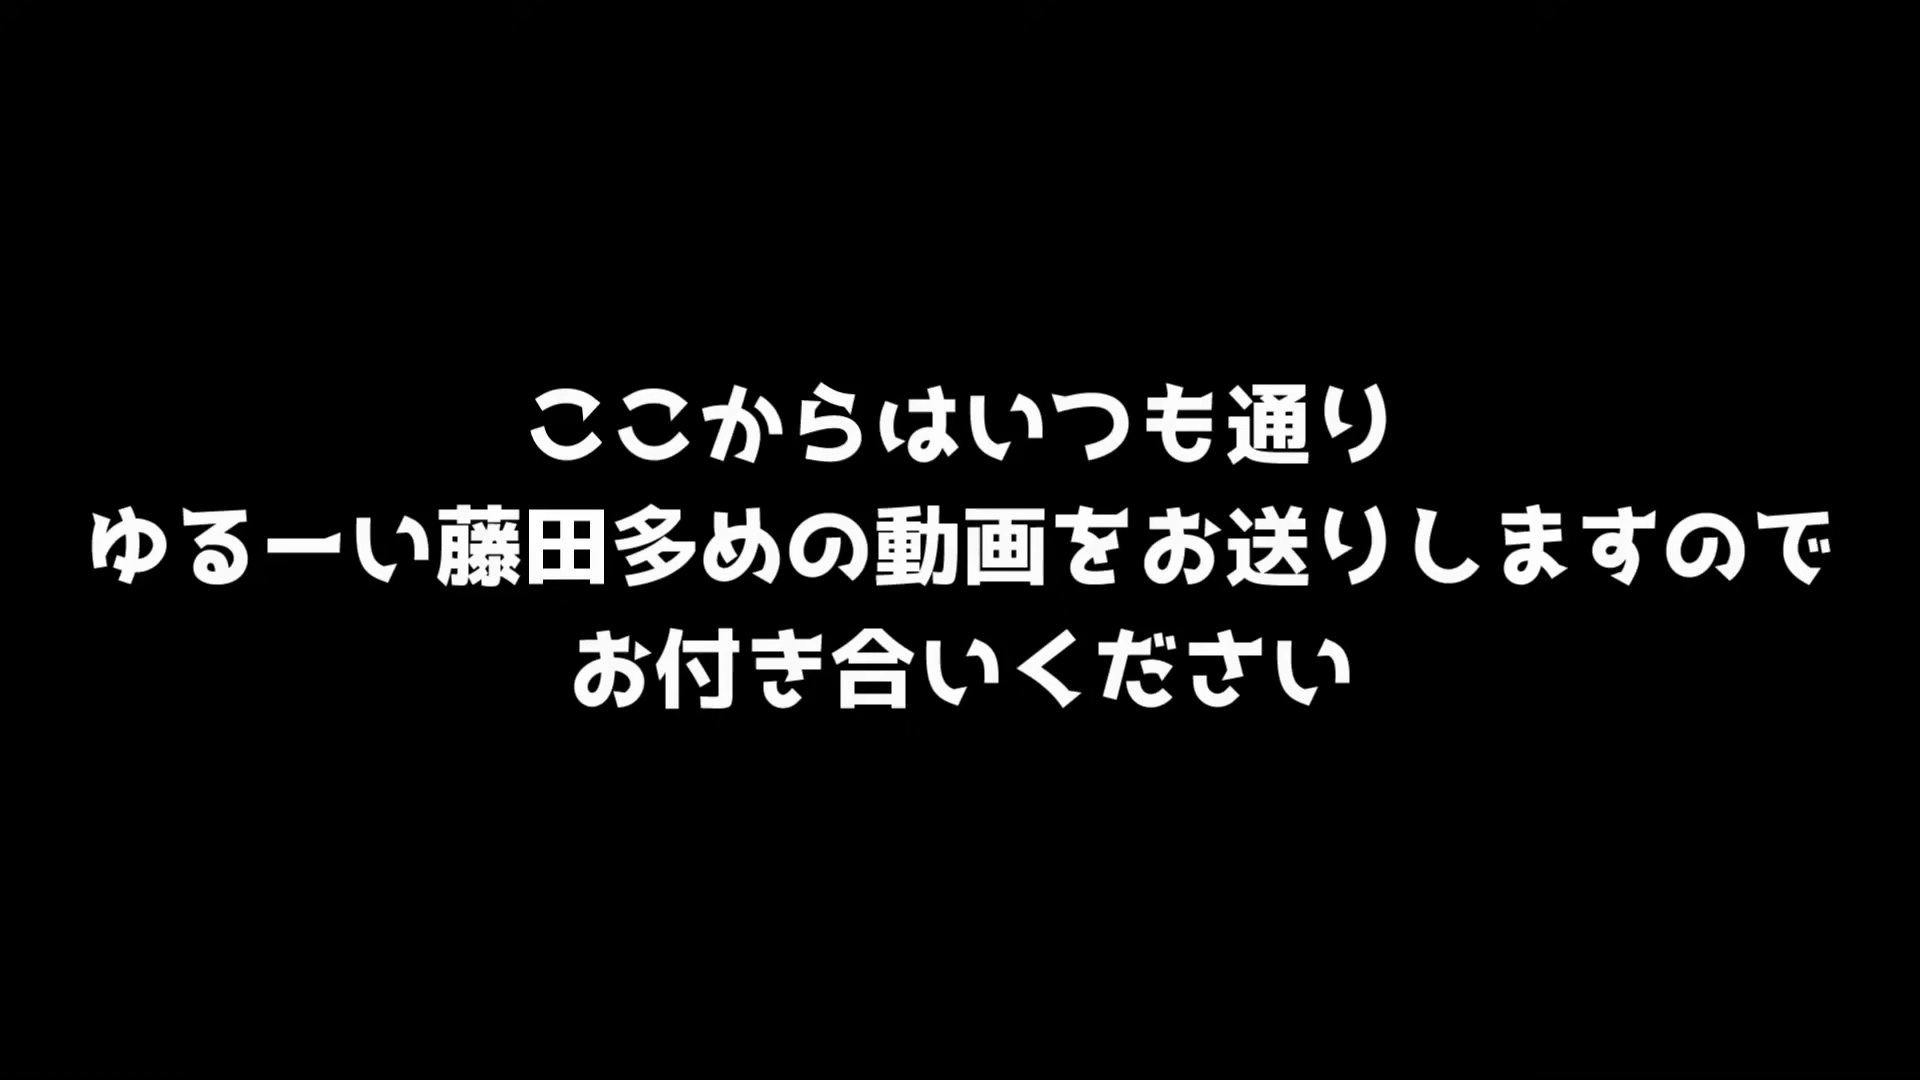 ここからはいつも通り
ゆるーい藤田多めの動画をお送りしますので
お付き合いください